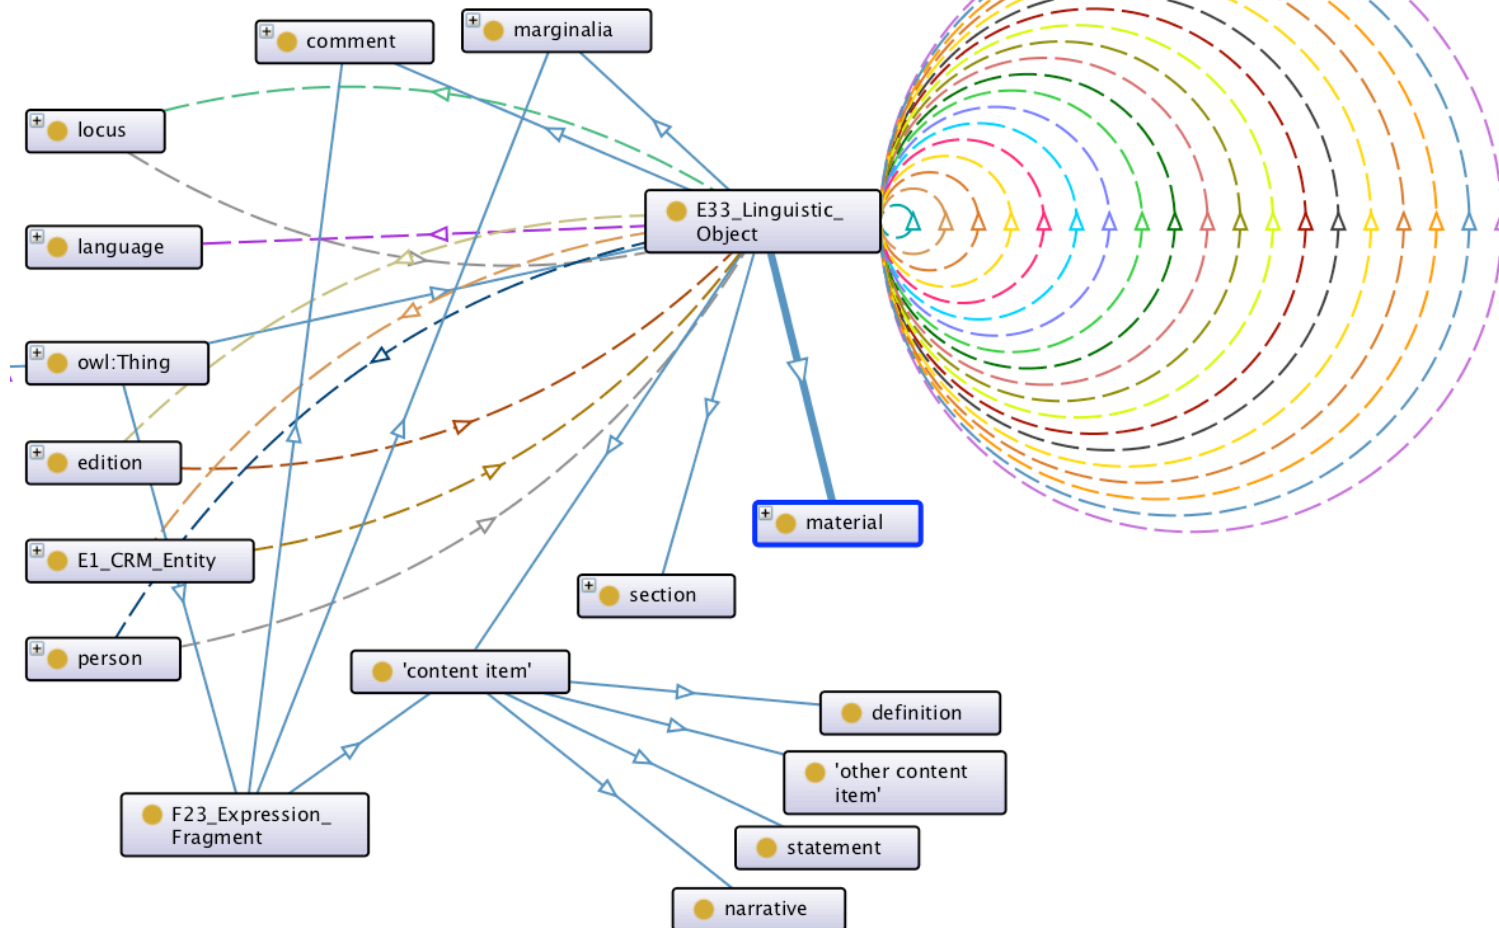 comment
marginalia
locus
E33_Linguistic_
Object
language
owl:Thing
edition
material
E1_CRM_Entity
section
person
'content item'
definition
'other content
item'
F23_Expression_
Fragment
statement
narrative